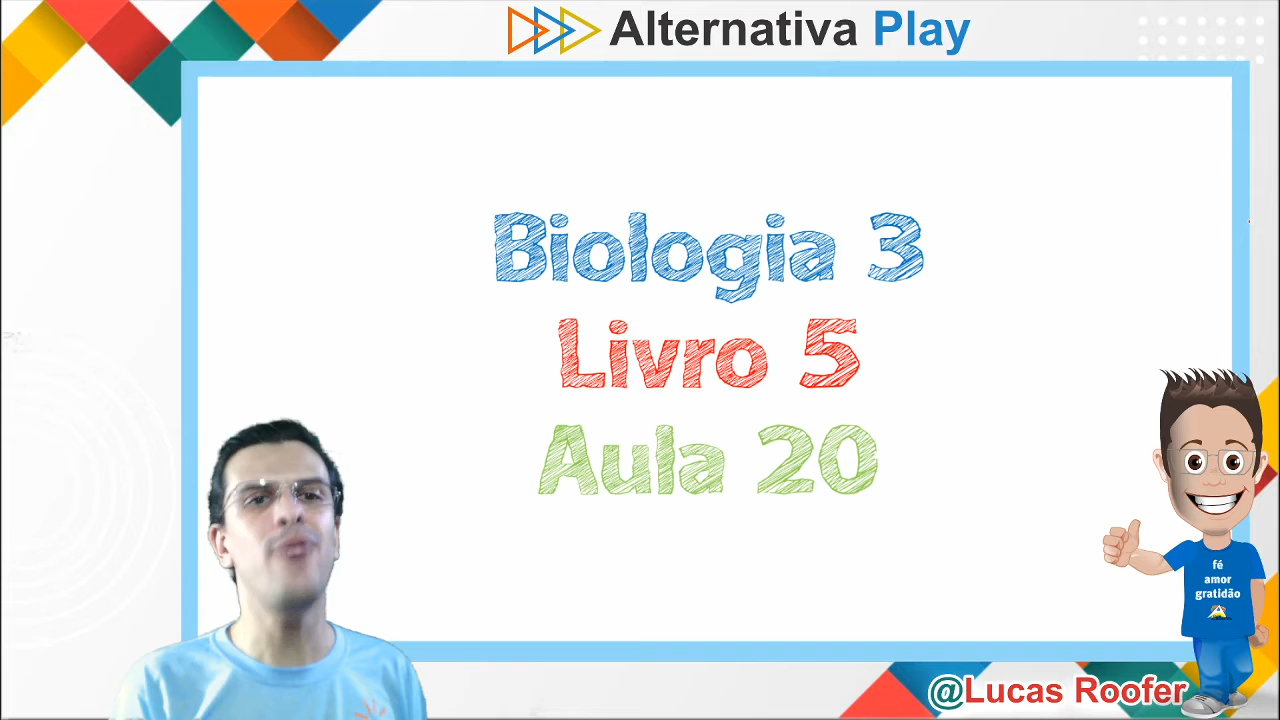 Alternativa Play
Biologia 3
Livro 5
Aula 20
fé
amor
gratidão
@Lucas Roofer